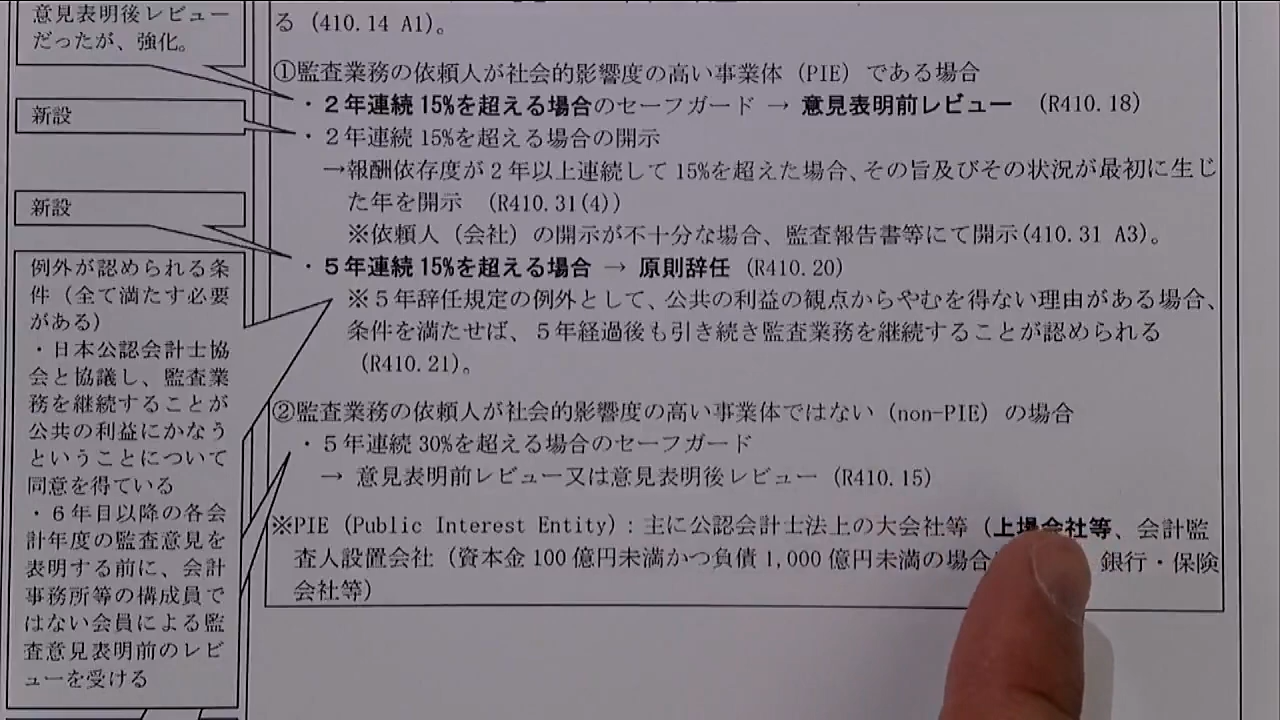 意見表明後レビュー
だったが、強化。
新設
新設
例外が認められる条
件（全て満たす必要
がある）
・日本公認会計士協
会と協議し、監査業
務を継続することが
公共の利益にかなう
ということについて
同意を得ている
・６年目以降の各会
計年度の監査意見を
表明する前に、会計
事務所等の構成員で
はない会員による監
査意見表明前のレビ
ューを受ける
る（410.14 A1）。
①監査業務の依頼人が社会的影響度の高い事業体（PIE）である場合
・２年連続15%を超える場合のセーフガード → 意見表明前レビュー （R410.18）
・２年連続15%を超える場合の開示
→報酬依存度が２年以上連続して15%を超えた場合、その旨及びその状況が最初に生じ
た年を開示 （R410.31(4)）
※依頼人（会社）の開示が不十分な場合、監査報告書等にて開示(410.31 A3)。
・５年連続15%を超える場合 → 原則辞任（R410.20）
※５年辞任規定の例外として、公共の利益の観点からやむを得ない理由がある場合、
条件を満たせば、５年経過後も引き続き監査業務を継続することが認められる
（R410.21)。
②監査業務の依頼人が社会的影響度の高い事業体ではない（non-PIE）の場合
・５年連続30%を超える場合のセーフガード
→ 意見表明前レビュー又は意見表明後レビュー（R410.15）
※PIE（Public Interest Entity）：主に公認会計士法上の大会社等（上場会社等、会計監
査人設置会社（資本金100億円未満かつ負債1,000億円未満の場合 銀行・保険
会社等）